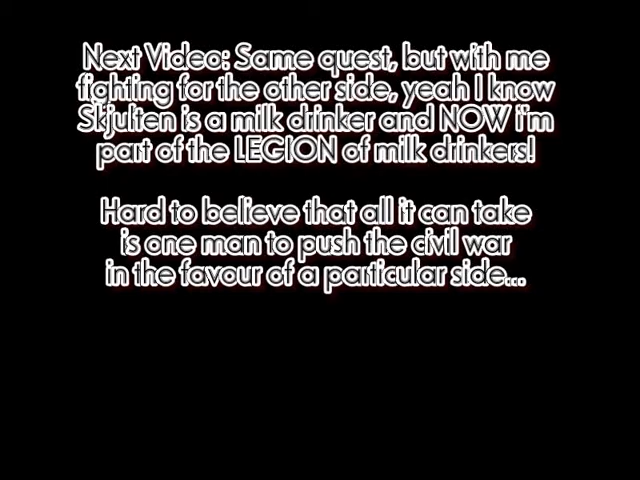 Next Video: Same quest, but with me
fighting for the other side, yeah I know
Skjulten is a milk drinker and NOW i'm
part of the LEGION of milk drinkers!
Hard to believe that all it can take
is one man to push the civil war
in the favour of a particular side...